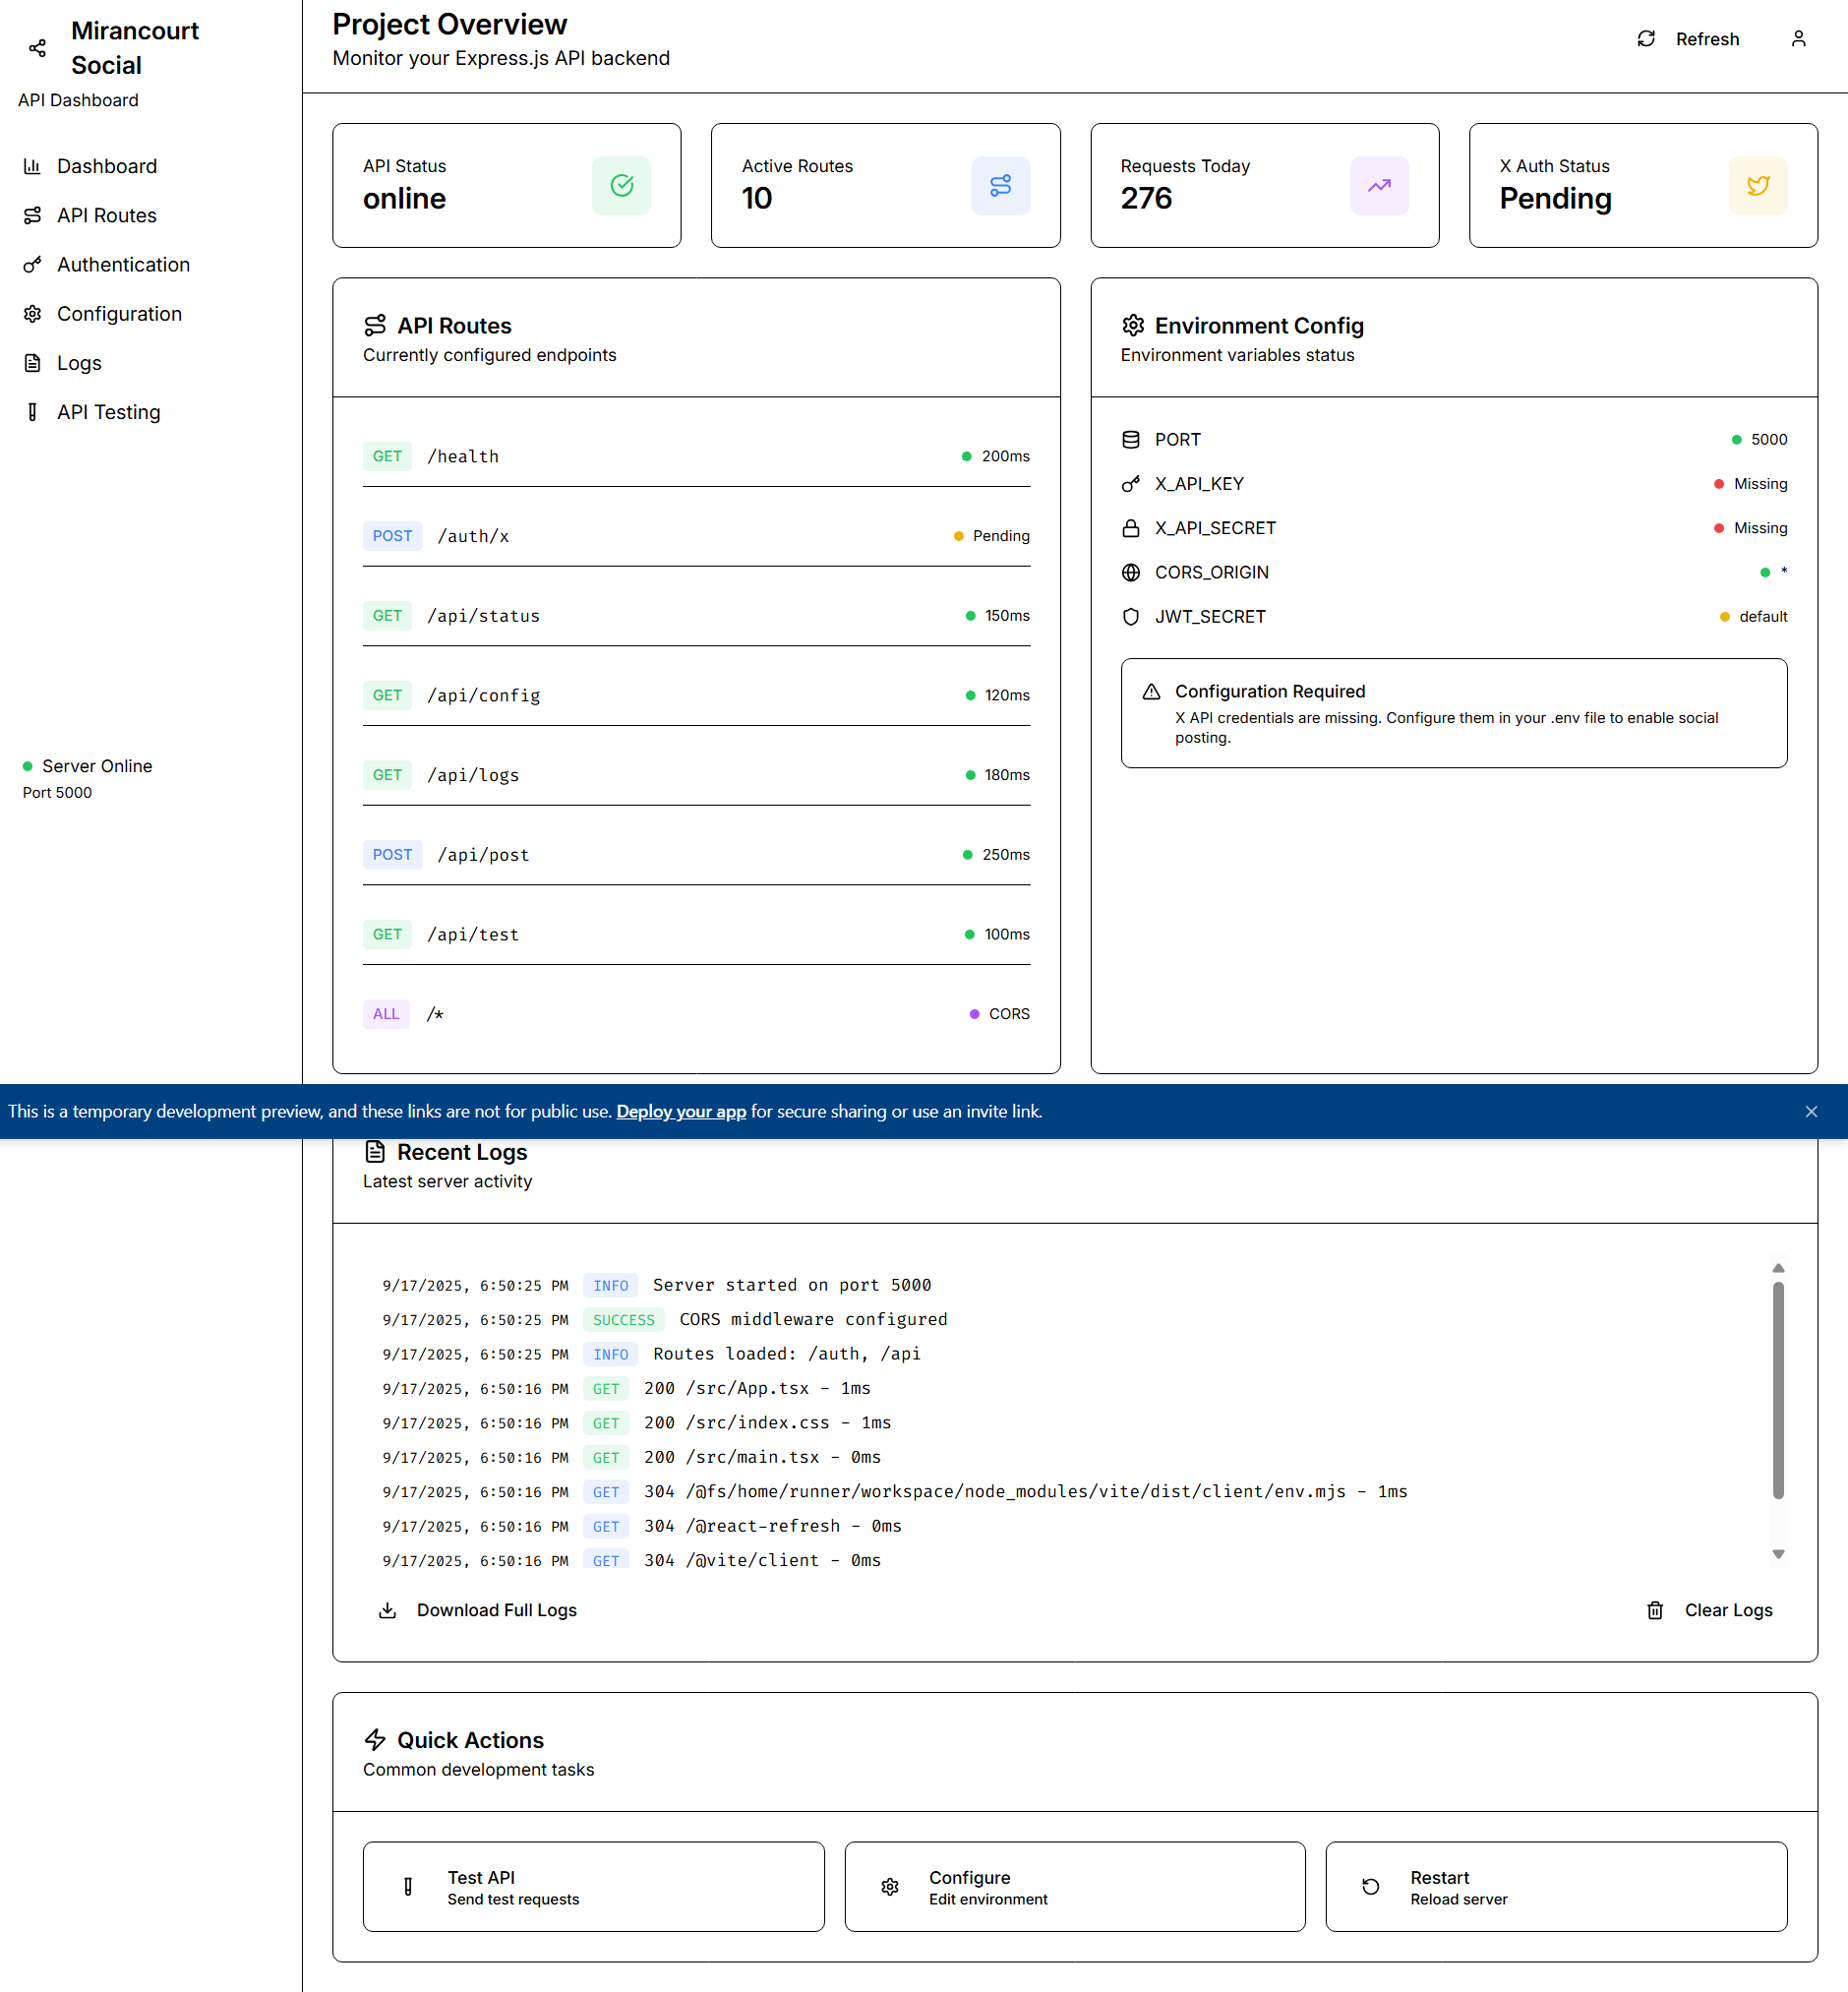 Mirancourt
Social
API Dashboard
Dashboard
API Routes
Authentication
Configuration
Logs
API Testing
Server Online
Port 5000
Project Overview
Monitor your Express.js API backend
Refresh
API Status
online
Active Routes
10
Requests Today
276
X Auth Status
Pending
API Routes
Currently configured endpoints
GET /health 200ms
POST /auth/x Pending
GET /api/status 150ms
GET /api/config 120ms
GET /api/logs 180ms
POST /api/post 250ms
GET /api/test 100ms
ALL /* CORS
Environment Config
Environment variables status
PORT 5000
X_API_KEY Missing
X_API_SECRET Missing
CORS_ORIGIN *
JWT_SECRET default
Configuration Required
X API credentials are missing. Configure them in your .env file to enable social
posting.
This is a temporary development preview, and these links are not for public use. Deploy your app for secure sharing or use an invite link.
Recent Logs
Latest server activity
9/17/2025, 6:50:25 PM INFO Server started on port 5000
9/17/2025, 6:50:25 PM SUCCESS CORS middleware configured
9/17/2025, 6:50:25 PM INFO Routes loaded: /auth, /api
9/17/2025, 6:50:16 PM GET 200 /src/App.tsx - 1ms
9/17/2025, 6:50:16 PM GET 200 /src/index.css - 1ms
9/17/2025, 6:50:16 PM GET 200 /src/main.tsx - 0ms
9/17/2025, 6:50:16 PM GET 304 /@fs/home/runner/workspace/node_modules/vite/dist/client/env.mjs - 1ms
9/17/2025, 6:50:16 PM GET 304 /@react-refresh - 0ms
9/17/2025, 6:50:16 PM GET 304 /@vite/client - 0ms
Download Full Logs
Clear Logs
Quick Actions
Common development tasks
Test API
Send test requests
Configure
Edit environment
Restart
Reload server